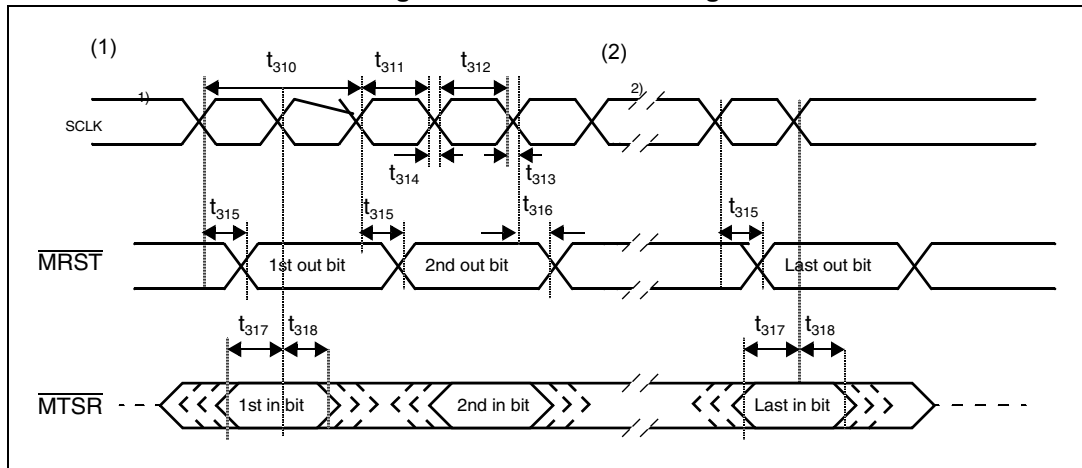 (1)
(2)
t310
t311
t312
1)
2)
SCLK
t314
t313
t315
t315
t316
t315
MRST
1st out bit
2nd out bit
Last out bit
t317
t318
t317
t318
MTSR
1st in bit
2nd in bit
Last in bit